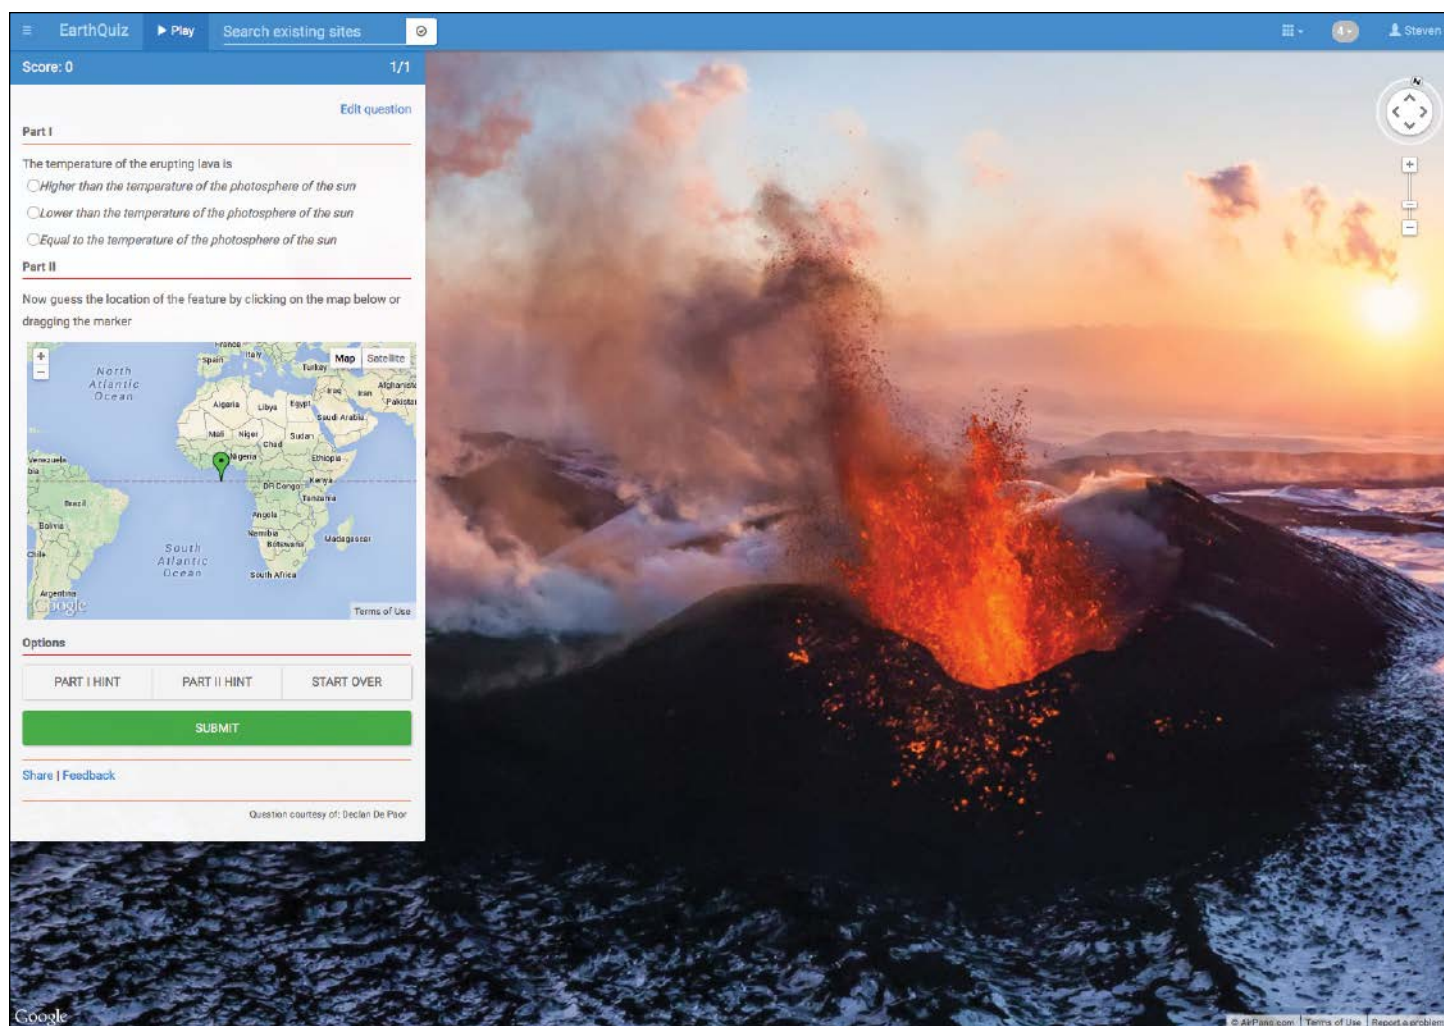 ≡ EarthQuiz Play Search existing sites 4 Steven
Score: 0 1/1
Edit question
Part I
The temperature of the erupting lava is
Higher than the temperature of the photosphere of the sun
Lower than the temperature of the photosphere of the sun
Equal to the temperature of the photosphere of the sun
Part II
Now guess the location of the feature by clicking on the map below or
dragging the marker
+
−
Map Satellite
France
Spain Italy
Turkey
North
Atlantic
Ocean
Iraq Iran
Algeria Libya Egypt
Saudi Arabia
Mali Niger Chad Sudan
Nigeria Ethiopia
Venezuela
DR Congo Kenya
Tanzania
Brazil
Angola
Bolivia
Namibia
Botswana
Madagascar
Chile
South
Atlantic
Ocean
South Africa
Argentina
Google
Terms of Use
Options
PART I HINT PART II HINT START OVER
SUBMIT
Share | Feedback
Question courtesy of: Declan De Paor
N
+
−
Google
© AirPano.com Terms of Use Report a problem